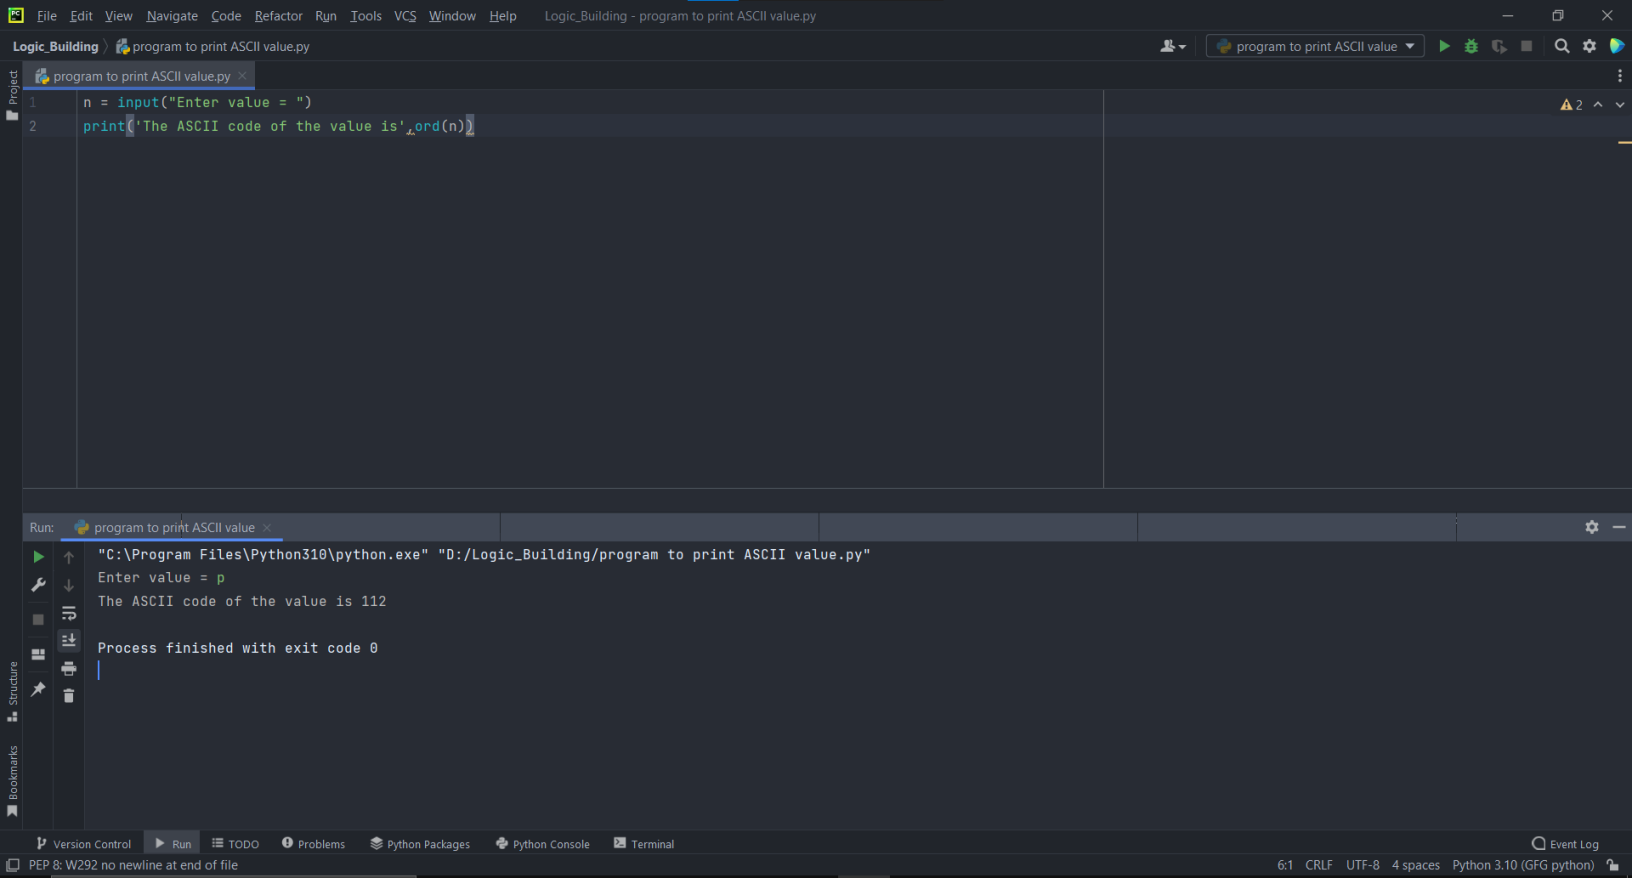 PC File Edit View Navigate Code Refactor Run Tools VCS Window Help Logic_Building - program to print ASCII value.py
Logic_Building program to print ASCII value.py program to print ASCII value
Project
program to print ASCII value.py
1 n = input("Enter value = ")
2 print('The ASCII code of the value is',ord(n))
2
Run: program to print ASCII value
"C:\Program Files\Python310\python.exe" "D:/Logic_Building/program to print ASCII value.py"
Enter value = p
The ASCII code of the value is 112
Process finished with exit code 0
Structure
Bookmarks
Version Control Run TODO Problems Python Packages Python Console Terminal Event Log
PEP 8: W292 no newline at end of file 6:1 CRLF UTF-8 4 spaces Python 3.10 (GFG python)